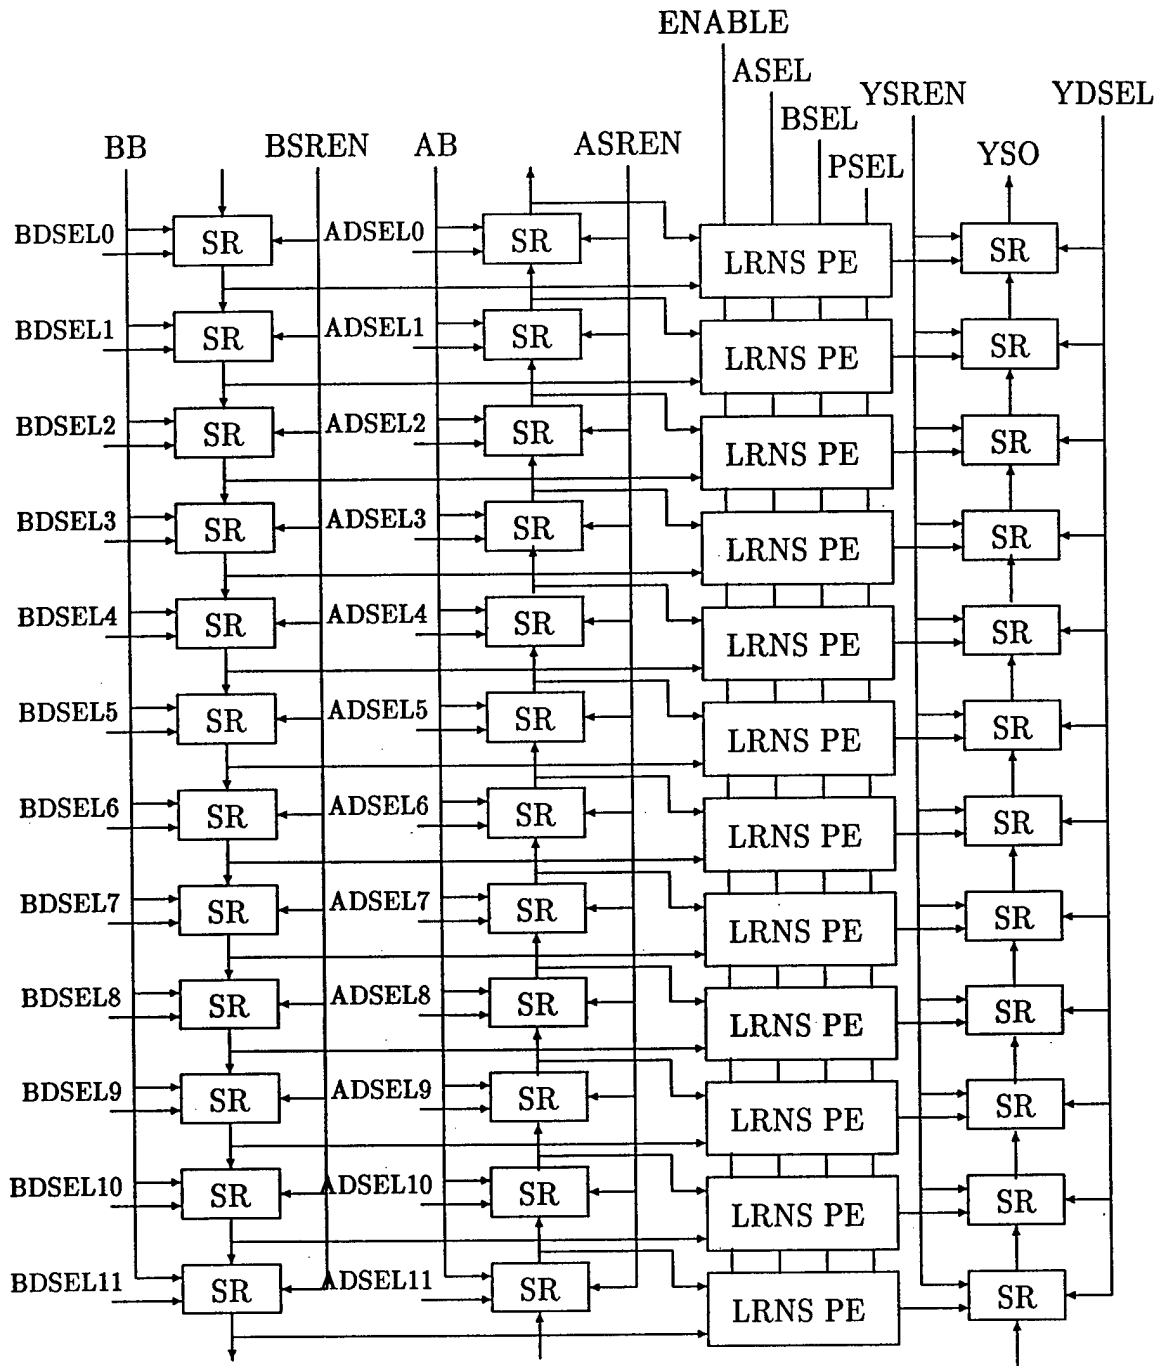 ENABLE
ASEL
YSREN YDSEL
BSEL
BB BSREN AB ASREN
PSEL YSO
BDSEL0 SR ADSEL0 SR LRNS PE SR
BDSEL1 SR ADSEL1 SR LRNS PE SR
BDSEL2 SR ADSEL2 SR LRNS PE SR
BDSEL3 SR ADSEL3 SR LRNS PE SR
BDSEL4 SR ADSEL4 SR LRNS PE SR
BDSEL5 SR ADSEL5 SR LRNS PE SR
BDSEL6 SR ADSEL6 SR LRNS PE SR
BDSEL7 SR ADSEL7 SR LRNS PE SR
BDSEL8 SR ADSEL8 SR LRNS PE SR
BDSEL9 SR ADSEL9 SR LRNS PE SR
BDSEL10 SR ADSEL10 SR LRNS PE SR
BDSEL11 SR ADSEL11 SR LRNS PE SR